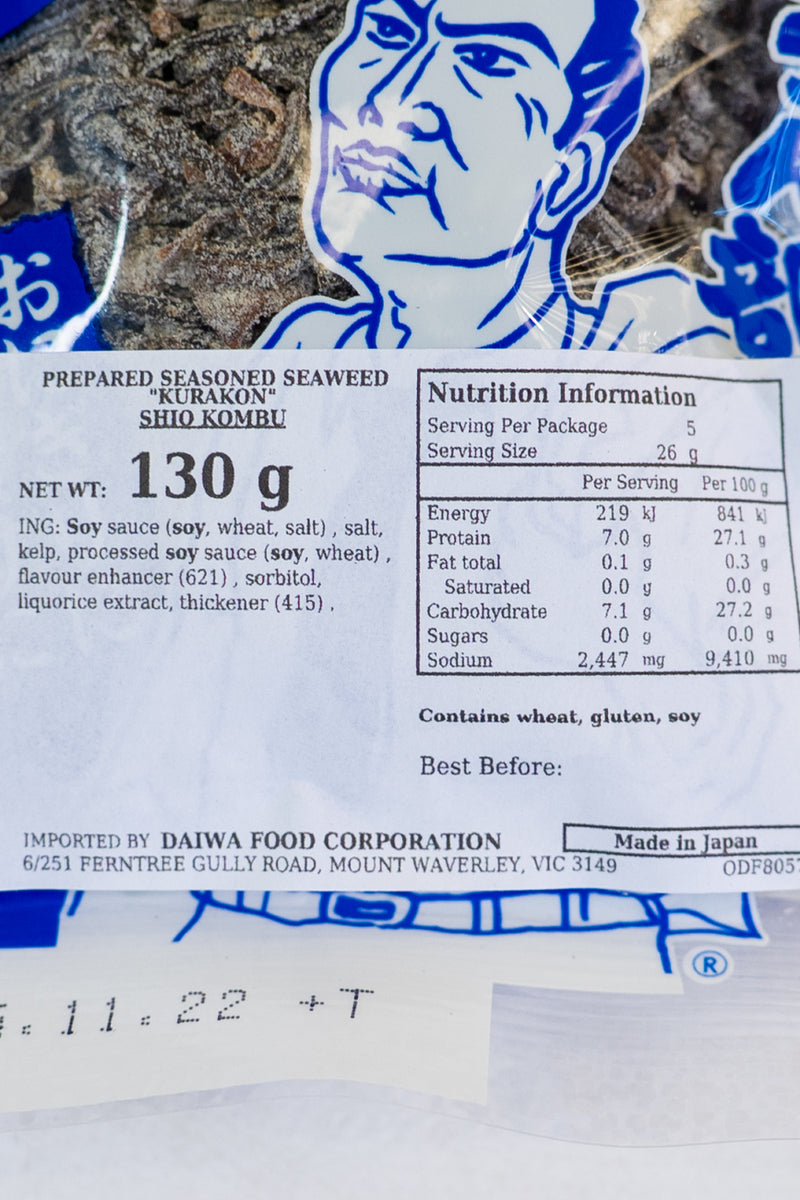 お
PREPARED SEASONED SEAWEED
"KURAKON"
SHIO KOMBU
NET WT: 130 g
ING: Soy sauce (soy, wheat, salt) , salt,
kelp, processed soy sauce (soy, wheat) ,
flavour enhancer (621) , sorbitol,
liquorice extract, thickener (415) .
Nutrition Information
Serving Per Package 5
Serving Size 26 g
Per Serving Per 100 g
Energy 219 kJ 841 kJ
Protein 7.0 g 27.1 g
Fat total 0.1 g 0.3 g
Saturated 0.0 g 0.0 g
Carbohydrate 7.1 g 27.2 g
Sugars 0.0 g 0.0 g
Sodium 2,447 mg 9,410 mg
Contains wheat, gluten, soy
Best Before:
IMPORTED BY DAIWA FOOD CORPORATION
6/251 FERNTREE GULLY ROAD, MOUNT WAVERLEY, VIC 3149
Made in Japan
ODF8057
®
.11.22 +T